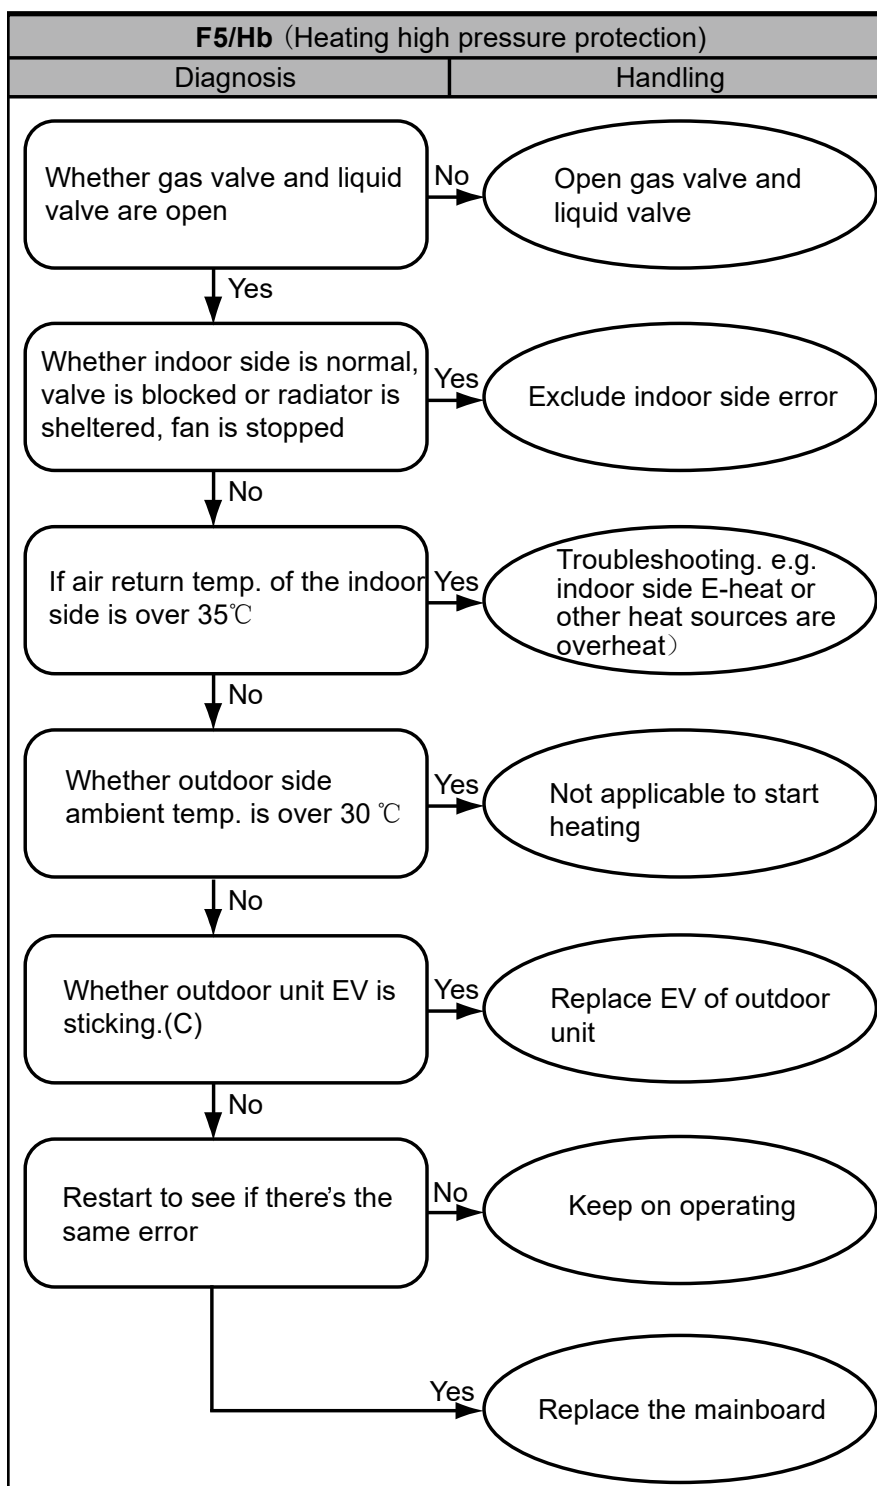 F5/Hb（Heating high pressure protection)
Diagnosis
Handling
Whether gas valve and liquid
valve are open
No
Open gas valve and
liquid valve
Yes
Whether indoor side is normal,
valve is blocked or radiator is
sheltered, fan is stopped
Yes
Exclude indoor side error
No
If air return temp. of the indoor
side is over 35℃
Yes
Troubleshooting. e.g.
indoor side E-heat or
other heat sources are
overheat）
No
Whether outdoor side
ambient temp. is over 30 ℃
Yes
Not applicable to start
heating
No
Whether outdoor unit EV is
sticking.(C)
Yes
Replace EV of outdoor
unit
No
Restart to see if there’s the
same error
No
Keep on operating
Yes
Replace the mainboard